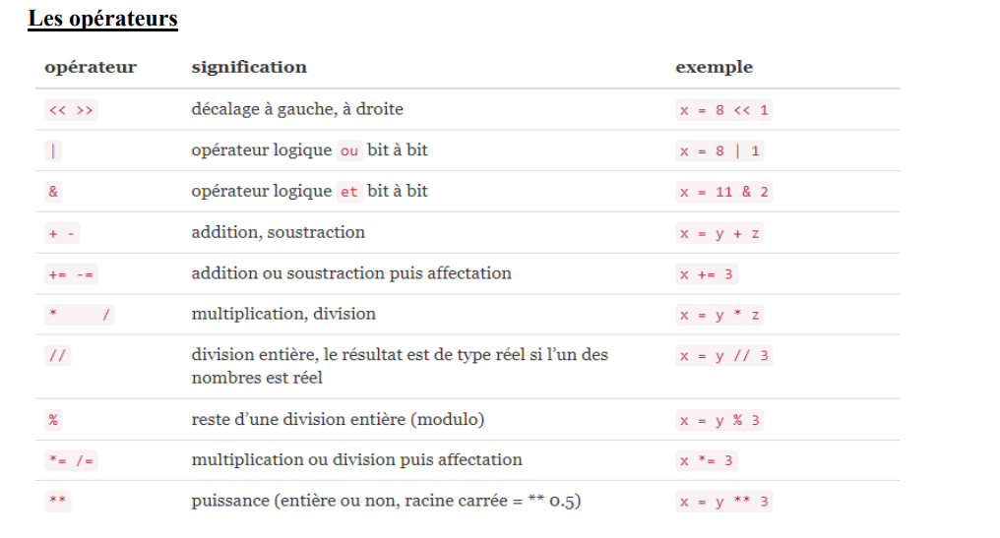 Les opérateurs
opérateur signification exemple
<< >> décalage à gauche, à droite x = 8 << 1
| opérateur logique ou bit à bit x = 8 | 1
& opérateur logique et bit à bit x = 11 & 2
+ - addition, soustraction x = y + z
+= -= addition ou soustraction puis affectation x += 3
* / multiplication, division x = y * z
// division entière, le résultat est de type réel si l’un des x = y // 3
nombres est réel
% reste d’une division entière (modulo) x = y % 3
*= /= multiplication ou division puis affectation x *= 3
** puissance (entière ou non, racine carrée = ** 0.5) x = y ** 3